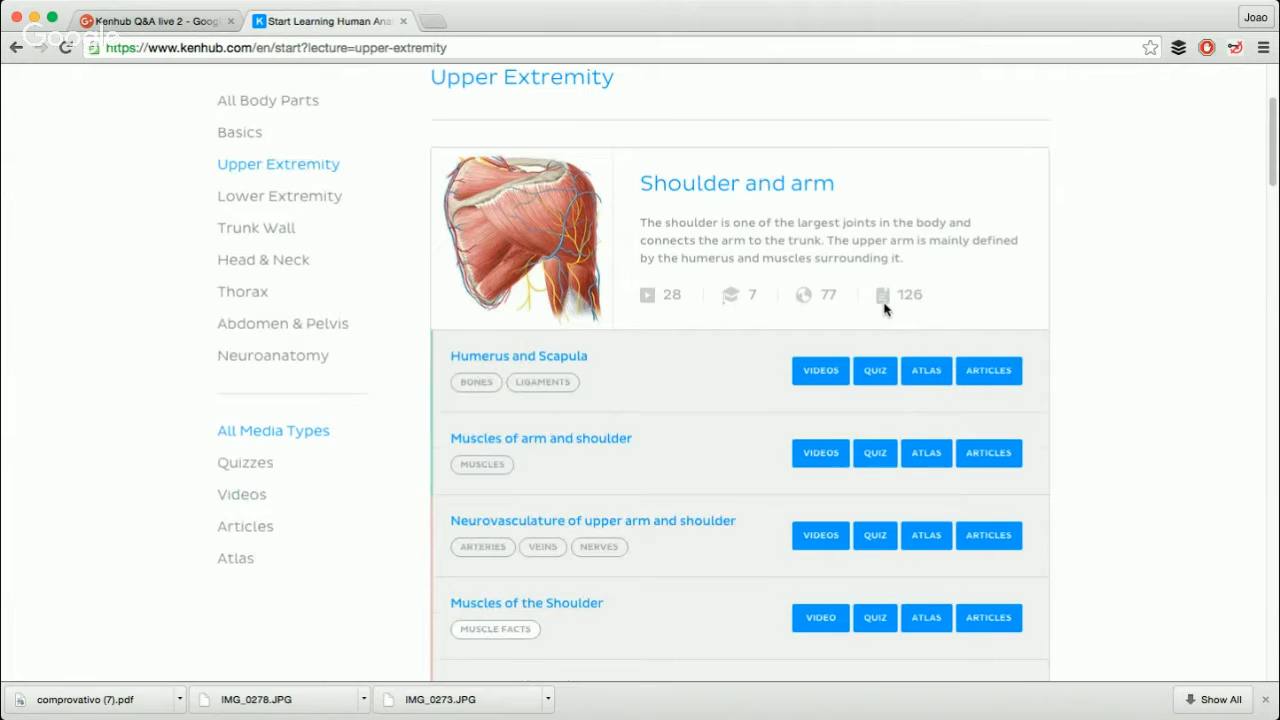 Kenhub Q&A live 2 - Goog
Start Learning Human Ana
Joao
Google
https://www.kenhub.com/en/start?lecture=upper-extremity
Upper Extremity
All Body Parts
Basics
Upper Extremity
Lower Extremity
Trunk Wall
Head & Neck
Thorax
Abdomen & Pelvis
Neuroanatomy
All Media Types
Quizzes
Videos
Articles
Atlas
Shoulder and arm
The shoulder is one of the largest joints in the body and
connects the arm to the trunk. The upper arm is mainly defined
by the humerus and muscles surrounding it.
28 7 77 126
Humerus and Scapula
BONES LIGAMENTS
VIDEOS QUIZ ATLAS ARTICLES
Muscles of arm and shoulder
MUSCLES
VIDEOS QUIZ ATLAS ARTICLES
Neurovasculature of upper arm and shoulder
ARTERIES VEINS NERVES
VIDEOS QUIZ ATLAS ARTICLES
Muscles of the Shoulder
MUSCLE FACTS
VIDEO QUIZ ATLAS ARTICLES
comprovativo (7).pdf
IMG_0278.JPG
IMG_0273.JPG
Show All